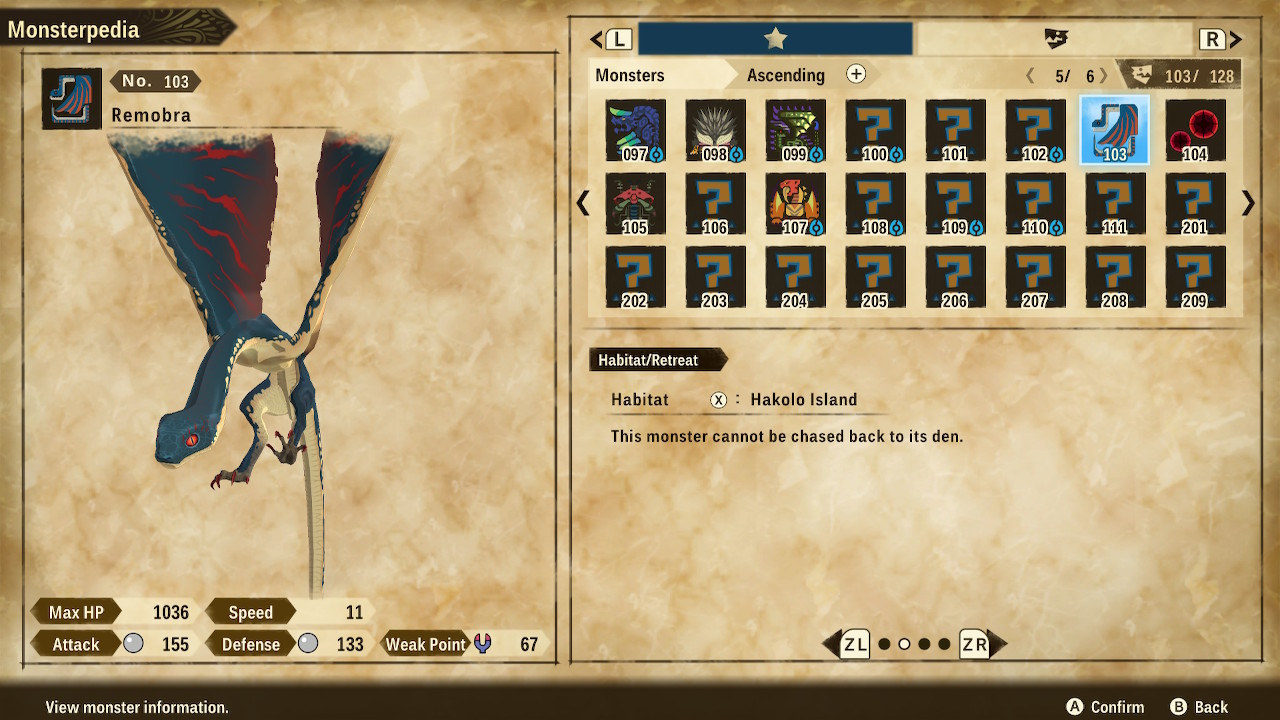 Monsterpedia
No. 103
Remobra
Max HP 1036 Speed 11
Attack 155 Defense 133 Weak Point 67
L R
Monsters Ascending + 5/ 6 103/ 128
097 098 099 100 101 102 103 104
105 106 107 108 109 110 111 201
202 203 204 205 206 207 208 209
Habitat/Retreat
Habitat X : Hakolo Island
This monster cannot be chased back to its den.
ZL ZR
View monster information.
A Confirm B Back